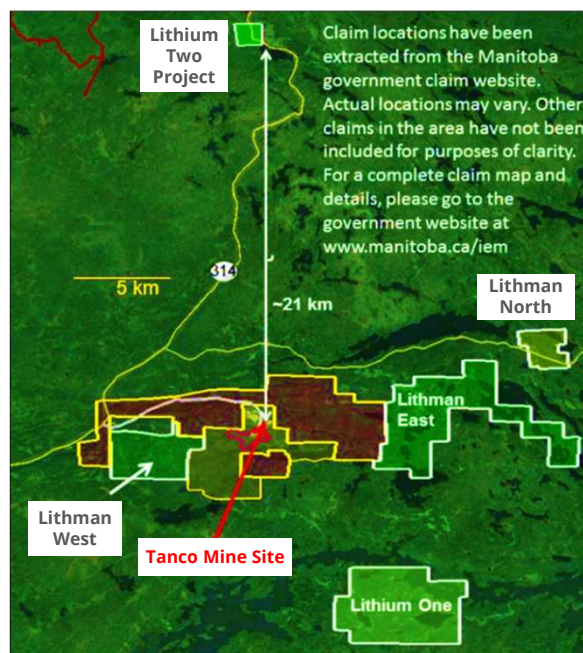 Lithium
Two
Project
Claim locations have been
extracted from the Manitoba
government claim website.
Actual locations may vary. Other
claims in the area have not been
included for purposes of clarity.
For a complete claim map and
details, please go to the
government website at
www.manitoba.ca/iem
314
5 km
~21 km
Lithman
North
Lithman
East
Lithman
West
Tanco Mine Site
Lithium One